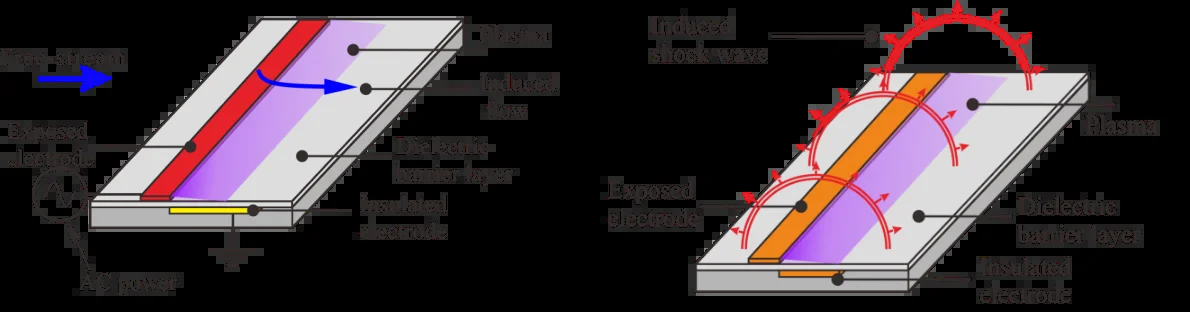 Free-stream
Plasma
Induced
flow
Exposed
electrode
Dielectric
barrier layer
Insulated
electrode
AC power
Induced
shock wave
Plasma
Exposed
electrode
Dielectric
barrier layer
Insulated
electrode